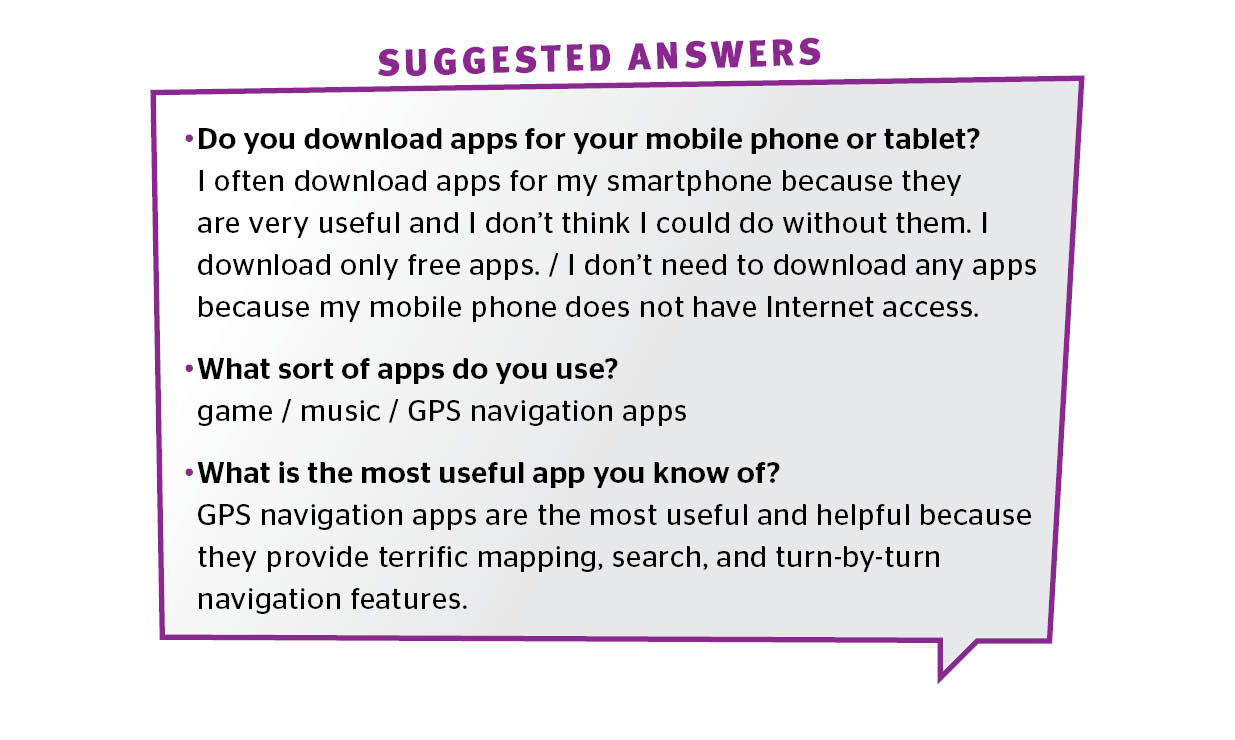 SUGGESTED ANSWERS
•Do you download apps for your mobile phone or tablet?
I often download apps for my smartphone because they
are very useful and I don’t think I could do without them. I
download only free apps. / I don’t need to download any apps
because my mobile phone does not have Internet access.
•What sort of apps do you use?
game / music / GPS navigation apps
•What is the most useful app you know of?
GPS navigation apps are the most useful and helpful because
they provide terrific mapping, search, and turn-by-turn
navigation features.